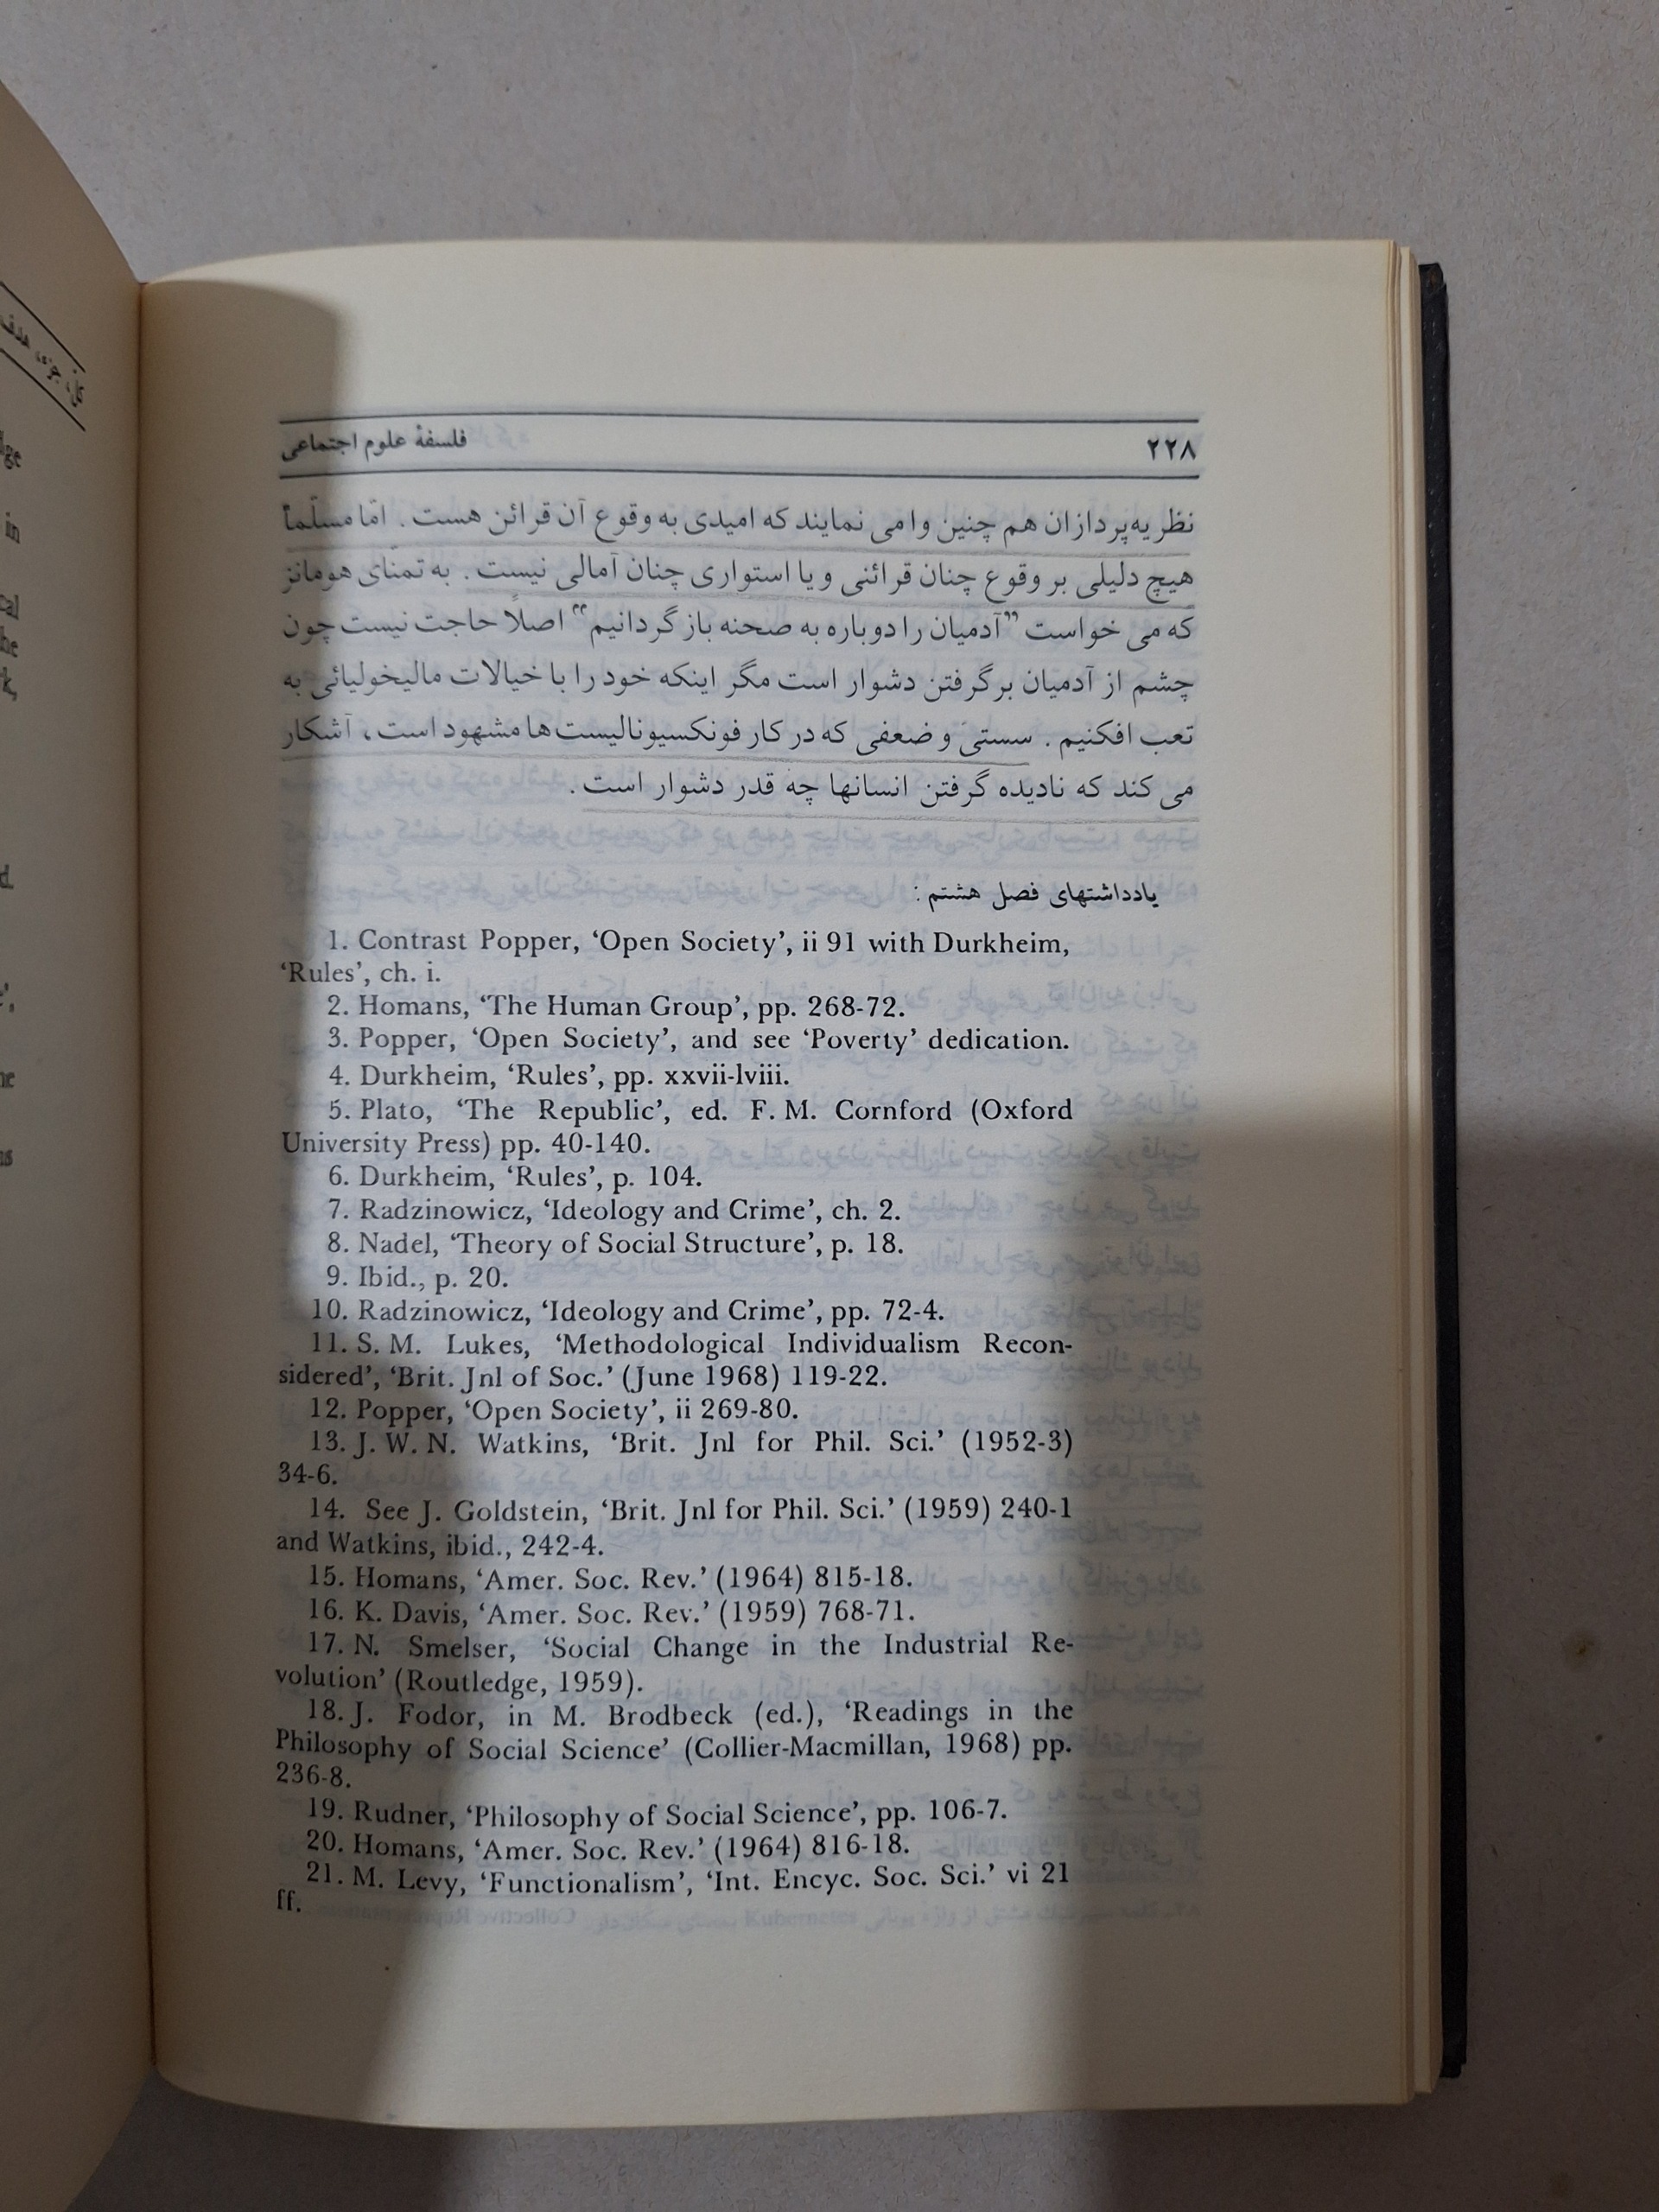 ۲۲۸
فلسفهٔ علوم اجتماعی
نظریه‌پردازان هم چنین وامی نمایند که امیدی به وقوع آن قرائن هست . امّا مسلّماً
هیچ دلیلی بر وقوع چنان قرائنی و یا استواری چنان آمالی نیست . به تمنّای هومانز
که می خواست "آدمیان را دوباره به صحنه باز گردانیم" اصلاً حاجت نیست چون
چشم از آدمیان برگرفتن دشوار است مگر اینکه خود را با خیالات مالیخولیائی به
تعب افکنیم . سستی و ضعفی که در کار فونکسیونالیست‌ها مشهود است، آشکار
می کند که نادیده گرفتن انسانها چه قدر دشوار است .
یادداشتهای فصل هشتم :
1. Contrast Popper, ‘Open Society’, ii 91 with Durkheim,
‘Rules’, ch. i.
2. Homans, ‘The Human Group’, pp. 268-72.
3. Popper, ‘Open Society’, and see ‘Poverty’ dedication.
4. Durkheim, ‘Rules’, pp. xxvii-lviii.
5. Plato, ‘The Republic’, ed. F. M. Cornford (Oxford
University Press) pp. 40-140.
6. Durkheim, ‘Rules’, p. 104.
7. Radzinowicz, ‘Ideology and Crime’, ch. 2.
8. Nadel, ‘Theory of Social Structure’, p. 18.
9. Ibid., p. 20.
10. Radzinowicz, ‘Ideology and Crime’, pp. 72-4.
11. S. M. Lukes, ‘Methodological Individualism Recon-
sidered’, ‘Brit. Jnl of Soc.’ (June 1968) 119-22.
12. Popper, ‘Open Society’, ii 269-80.
13. J. W. N. Watkins, ‘Brit. Jnl for Phil. Sci.’ (1952-3)
34-6.
14. See J. Goldstein, ‘Brit. Jnl for Phil. Sci.’ (1959) 240-1
and Watkins, ibid., 242-4.
15. Homans, ‘Amer. Soc. Rev.’ (1964) 815-18.
16. K. Davis, ‘Amer. Soc. Rev.’ (1959) 768-71.
17. N. Smelser, ‘Social Change in the Industrial Re-
volution’ (Routledge, 1959).
18. J. Fodor, in M. Brodbeck (ed.), ‘Readings in the
Philosophy of Social Science’ (Collier-Macmillan, 1968) pp.
236-8.
19. Rudner, ‘Philosophy of Social Science’, pp. 106-7.
20. Homans, ‘Amer. Soc. Rev.’ (1964) 816-18.
21. M. Levy, ‘Functionalism’, ‘Int. Encyc. Soc. Sci.’ vi 21
ff.